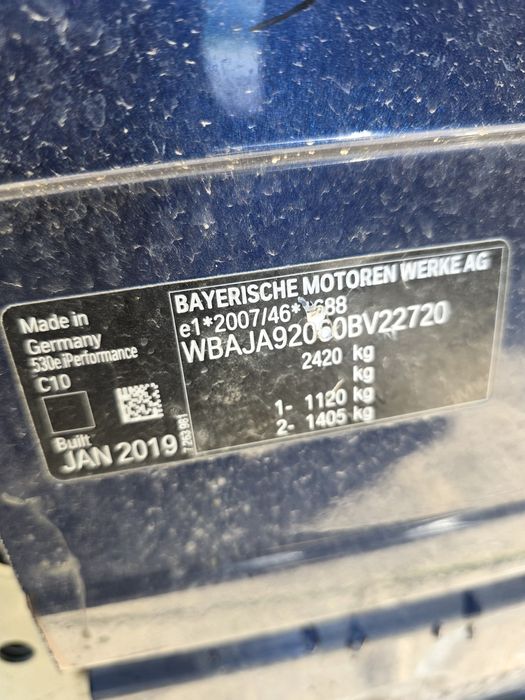 Made in
Germany
530e iPerformance
C10
Built
JAN 2019
BAYERISCHE MOTOREN WERKE AG
2420 kg
kg
1- 1120 kg
2- 1405 kg